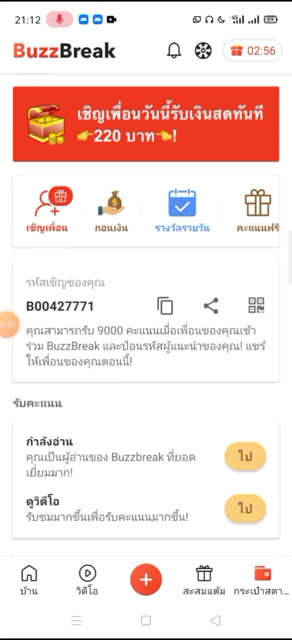 21:12
BuzzBreak
02:56
เชิญเพื่อนวันนี้รับเงินสดทันที
👉220 บาท👈!
เชิญเพื่อน
ถอนเงิน
รางวัลรายวัน
คะแนนฟรี
รหัสเชิญของคุณ
B00427771
คุณสามารถรับ 9000 คะแนนเมื่อเพื่อนของคุณเข้า
ร่วม BuzzBreak และป้อนรหัสผู้แนะนำของคุณ! แชร์
ให้เพื่อนของคุณตอนนี้!
รับคะแนน
กำลังอ่าน
คุณเป็นผู้อ่านของ Buzzbreak ที่ยอด
เยี่ยมมาก!
ไป
ดูวิดีโอ
รับชมมากขึ้นเพื่อรับคะแนนมากขึ้น!
ไป
บ้าน
วิดีโอ
สะสมแต้ม
กระเป๋าสตา...